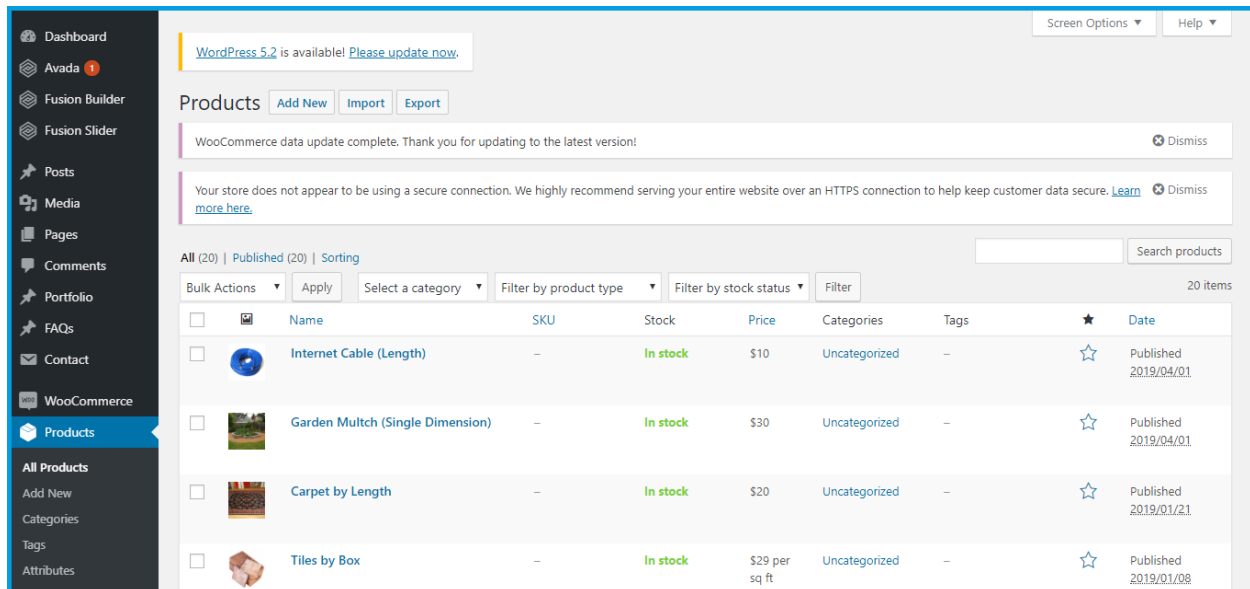 Dashboard
Avada 1
Fusion Builder
Fusion Slider
Posts
Media
Pages
Comments
Portfolio
FAQs
Contact
WooCommerce
Products
All Products
Add New
Categories
Tags
Attributes
Screen Options ▼ Help ▼
WordPress 5.2 is available! Please update now.
Products Add New Import Export
WooCommerce data update complete. Thank you for updating to the latest version! Dismiss
Your store does not appear to be using a secure connection. We highly recommend serving your entire website over an HTTPS connection to help keep customer data secure. Learn Dismiss
more here.
All (20) | Published (20) | Sorting Search products
Bulk Actions ▼ Apply Select a category ▼ Filter by product type ▼ Filter by stock status ▼ Filter 20 items
Name SKU Stock Price Categories Tags ★ Date
Internet Cable (Length) – In stock $10 Uncategorized – Published
2019/04/01
Garden Multch (Single Dimension) – In stock $30 Uncategorized – Published
2019/04/01
Carpet by Length – In stock $20 Uncategorized – Published
2019/01/21
Tiles by Box – In stock $29 per Uncategorized – Published
sq ft 2019/01/08